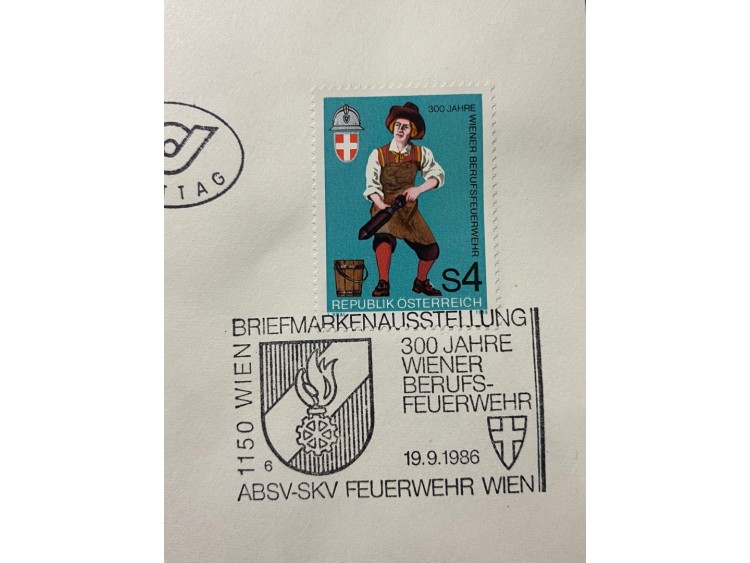 300 JAHRE
WIENER BERUFSFEUERWEHR
S4
REPUBLIK ÖSTERREICH
TTAG
BRIEFMARKENAUSSTELLUNG
1150 WIEN
300 JAHRE
WIENER
BERUFS-
FEUERWEHR
19.9.1986
6
ABSV-SKV FEUERWEHR WIEN